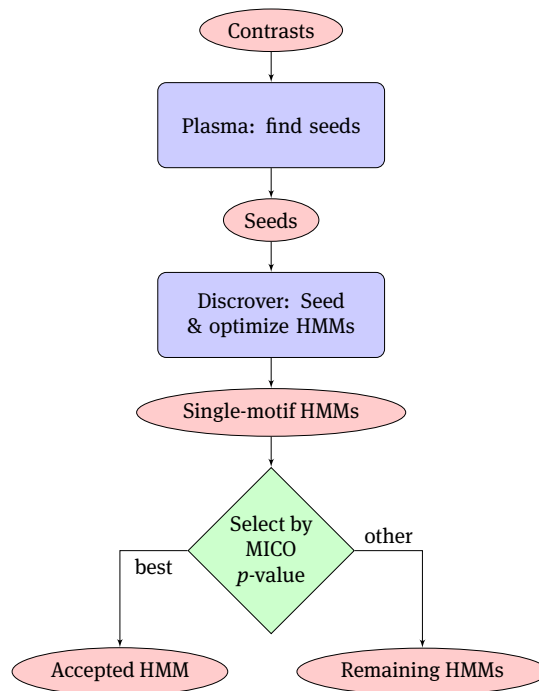 Contrasts
Plasma: find seeds
Seeds
Discrover: Seed
& optimize HMMs
Single-motif HMMs
Select by
MICO
p-value
best
other
Accepted HMM
Remaining HMMs